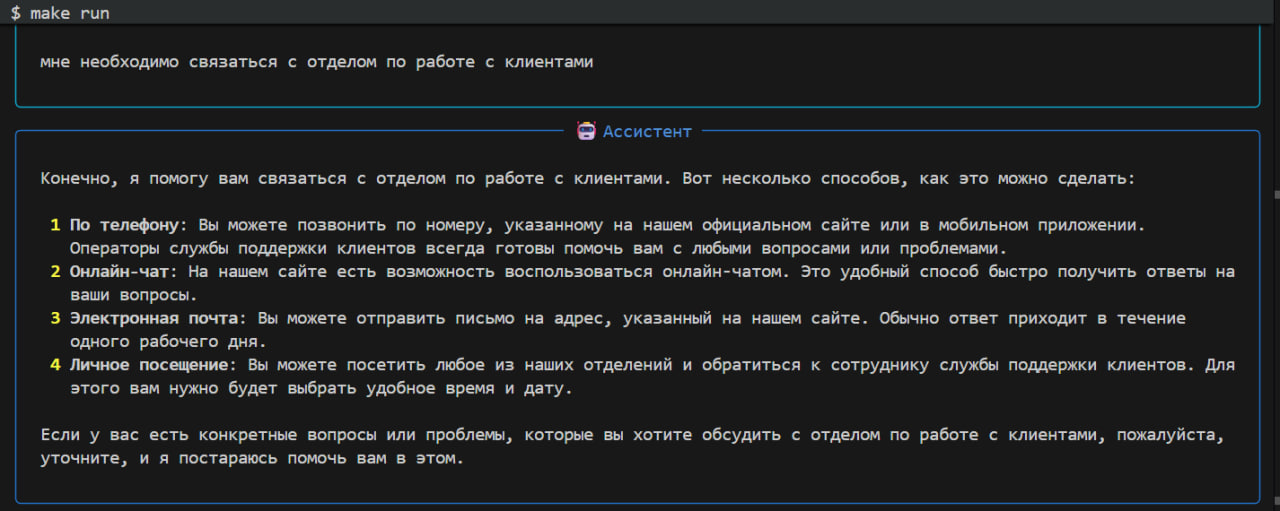 $ make run
мне необходимо связаться с отделом по работе с клиентами
Ассистент
Конечно, я помогу вам связаться с отделом по работе с клиентами. Вот несколько способов, как это можно сделать:
1 По телефону: Вы можете позвонить по номеру, указанному на нашем официальном сайте или в мобильном приложении.
Операторы службы поддержки клиентов всегда готовы помочь вам с любыми вопросами или проблемами.
2 Онлайн-чат: На нашем сайте есть возможность воспользоваться онлайн-чатом. Это удобный способ быстро получить ответы на
ваши вопросы.
3 Электронная почта: Вы можете отправить письмо на адрес, указанный на нашем сайте. Обычно ответ приходит в течение
одного рабочего дня.
4 Личное посещение: Вы можете посетить любое из наших отделений и обратиться к сотруднику службы поддержки клиентов. Для
этого вам нужно будет выбрать удобное время и дату.
Если у вас есть конкретные вопросы или проблемы, которые вы хотите обсудить с отделом по работе с клиентами, пожалуйста,
уточните, и я постараюсь помочь вам в этом.